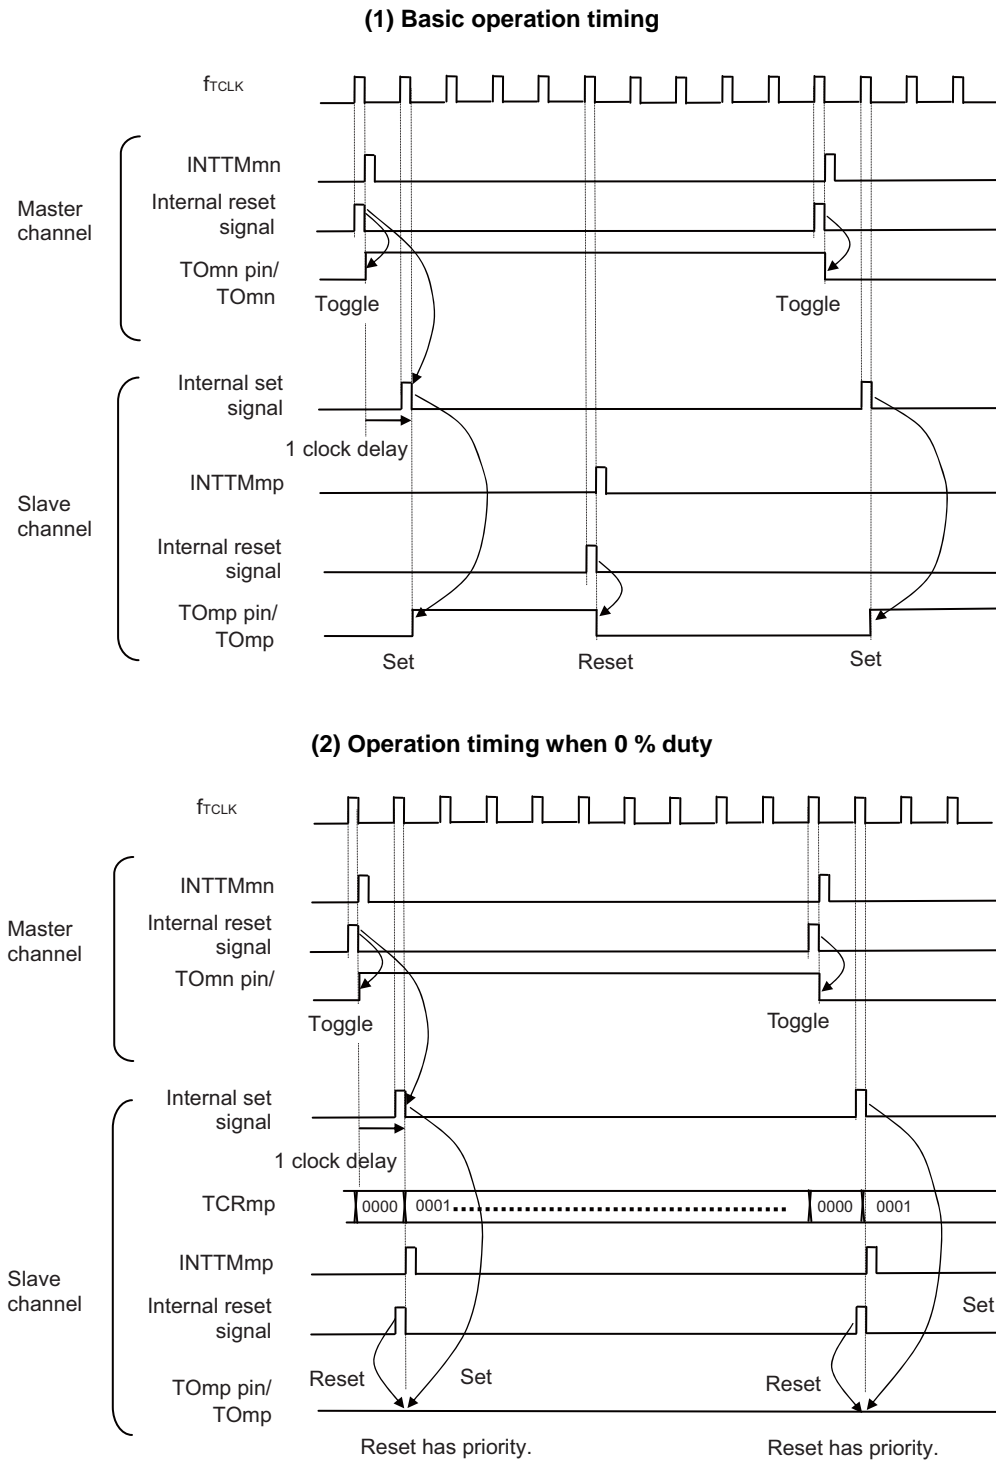 (1) Basic operation timing
fTCLK
Master
channel
INTTMmn
Internal reset
signal
TOmn pin/
TOmn
Toggle
Toggle
Slave
channel
Internal set
signal
1 clock delay
INTTMmp
Internal reset
signal
TOmp pin/
TOmp
Set
Reset
Set
(2) Operation timing when 0 % duty
fTCLK
Master
channel
INTTMmn
Internal reset
signal
TOmn pin/
Toggle
Toggle
Slave
channel
Internal set
signal
1 clock delay
TCRmp
0000
0001
0000
0001
INTTMmp
Internal reset
signal
Set
Reset
Set
Reset
TOmp pin/
TOmp
Reset has priority.
Reset has priority.